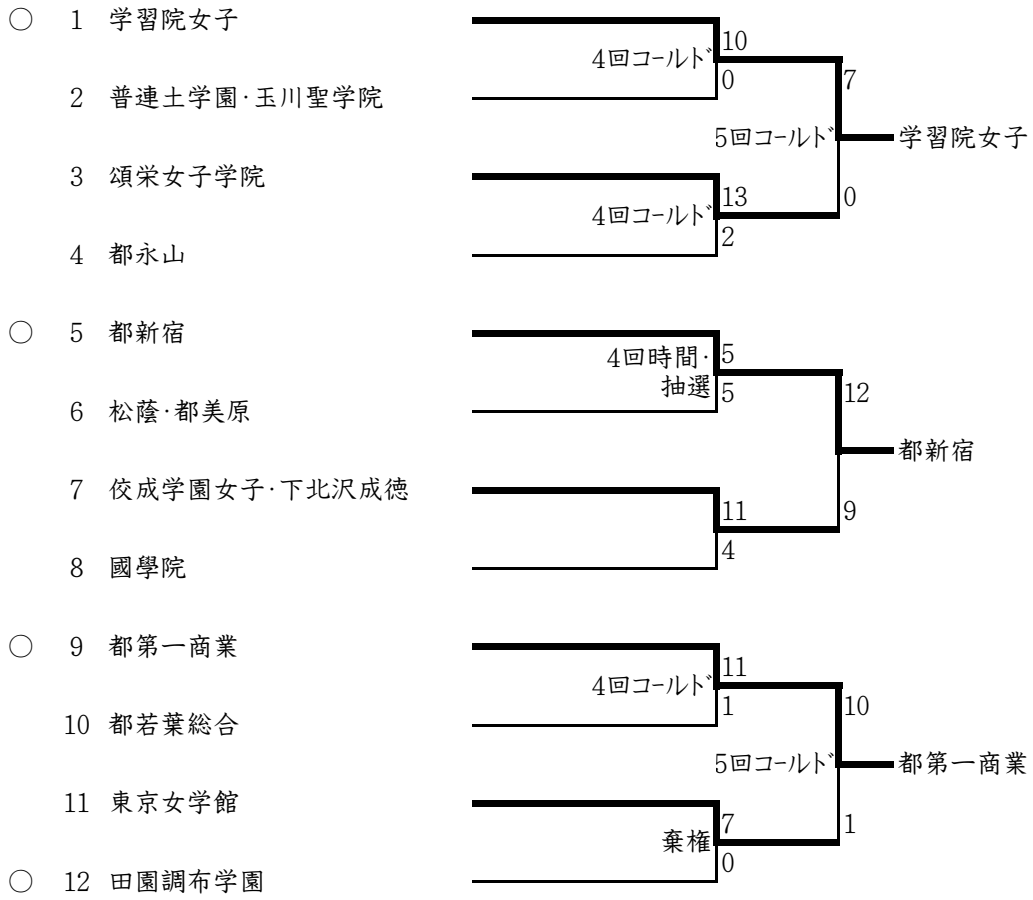 ○ 1 学習院女子
10
4回コールド
0
7
2 普連土学園・玉川聖学院
5回コールド
学習院女子
3 頌栄女子学院
13
0
4回コールド
2
4 都永山
○ 5 都新宿
4回時間・
抽選
5
5
12
6 松蔭・都美原
都新宿
7 佼成学園女子・下北沢成徳
11
9
4
8 國學院
○ 9 都第一商業
11
4回コールド
1
10
10 都若葉総合
5回コールド
都第一商業
11 東京女学館
7
1
棄権
0
○ 12 田園調布学園